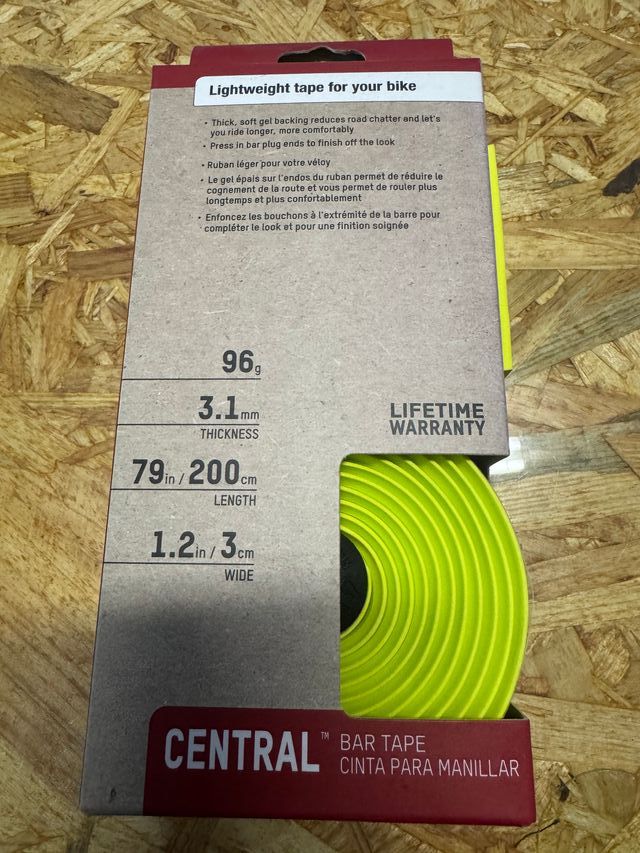 Lightweight tape for your bike
• Thick, soft gel backing reduces road chatter and let's
you ride longer, more comfortably
• Press in bar plug ends to finish off the look
• Ruban léger pour votre véloy
• Le gel épais sur l'endos du ruban permet de réduire le
cognement de la route et vous permet de rouler plus
longtemps et plus confortablement
• Enfoncez les bouchons à l'extrémité de la barre pour
compléter le look et pour une finition soignée
96g
3.1mm
THICKNESS
79in / 200cm
LENGTH
1.2in / 3cm
WIDE
LIFETIME
WARRANTY
CENTRAL™
BAR TAPE
CINTA PARA MANILLAR